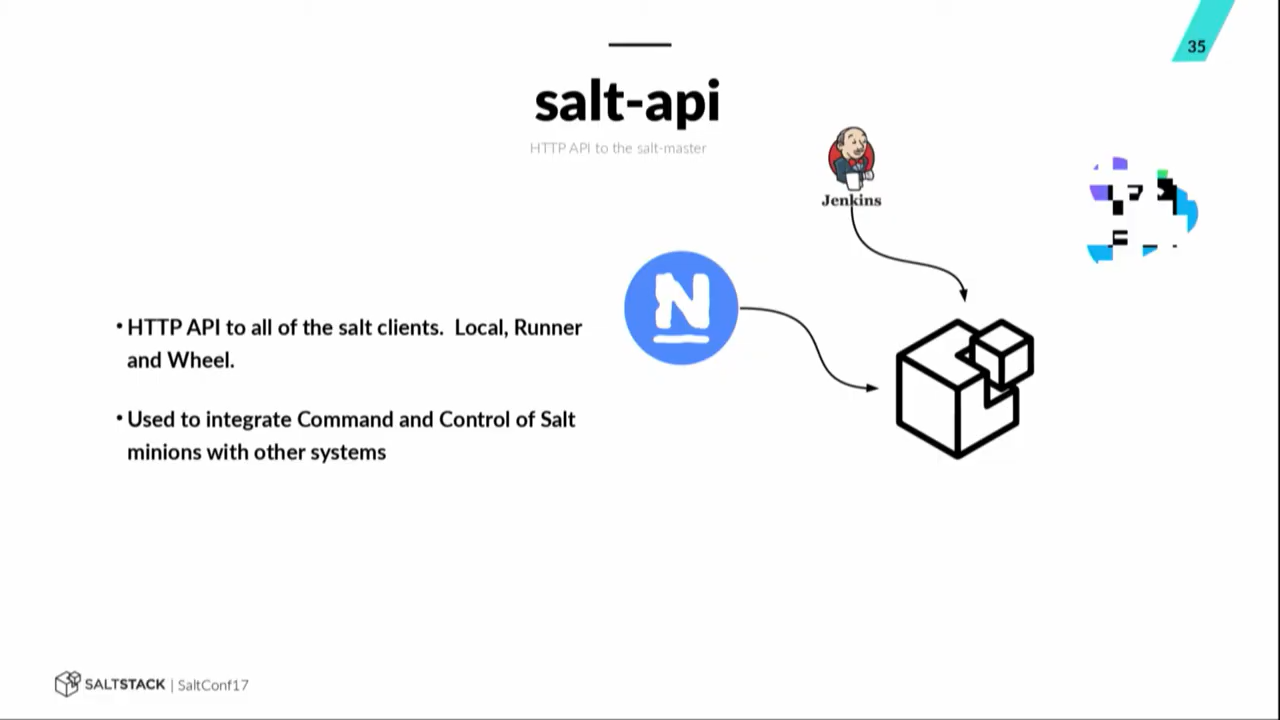 35
salt-api
HTTP API to the salt-master
Jenkins
N
• HTTP API to all of the salt clients.  Local, Runner
and Wheel.
• Used to integrate Command and Control of Salt
minions with other systems
SALTSTACK | SaltConf17